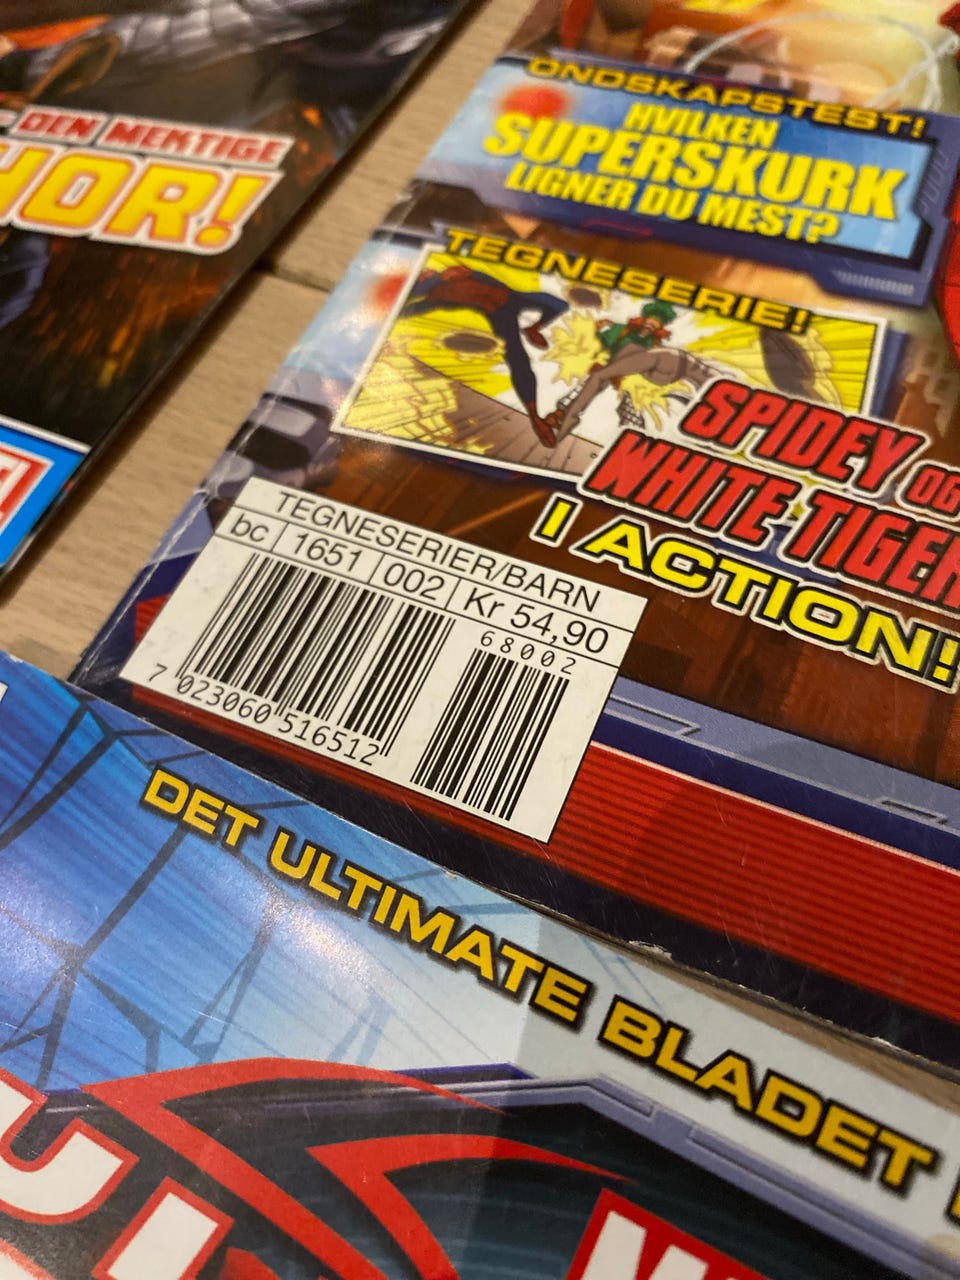 DEN MEKTIGE
ONDSKAPSTEST!
HVILKEN
SUPERSKURK
LIGNER DU MEST?
TEGNESERIE!
SPIDEY OG
WHITE TIGER
I ACTION!
TEGNESERIER/BARN
bc 1651 002 Kr 54,90
68002
7 023060 516512
DET ULTIMATE BLADET